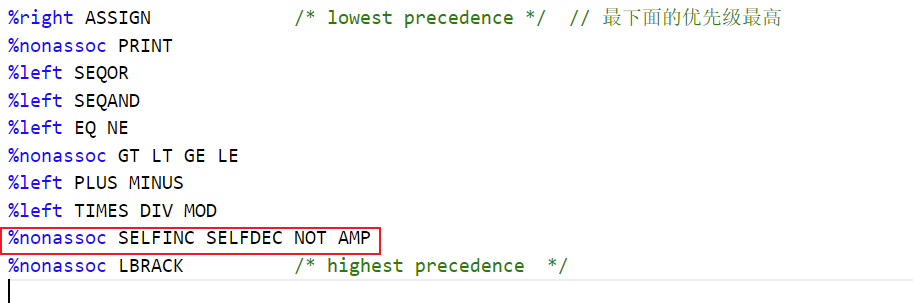 %right ASSIGN /* lowest precedence */ // 最下面的优先级最高
%nonassoc PRINT
%left SEQOR
%left SEQAND
%left EQ NE
%nonassoc GT LT GE LE
%left PLUS MINUS
%left TIMES DIV MOD
%nonassoc SELFINC SELFDEC NOT AMP
%nonassoc LBRACK /* highest precedence */